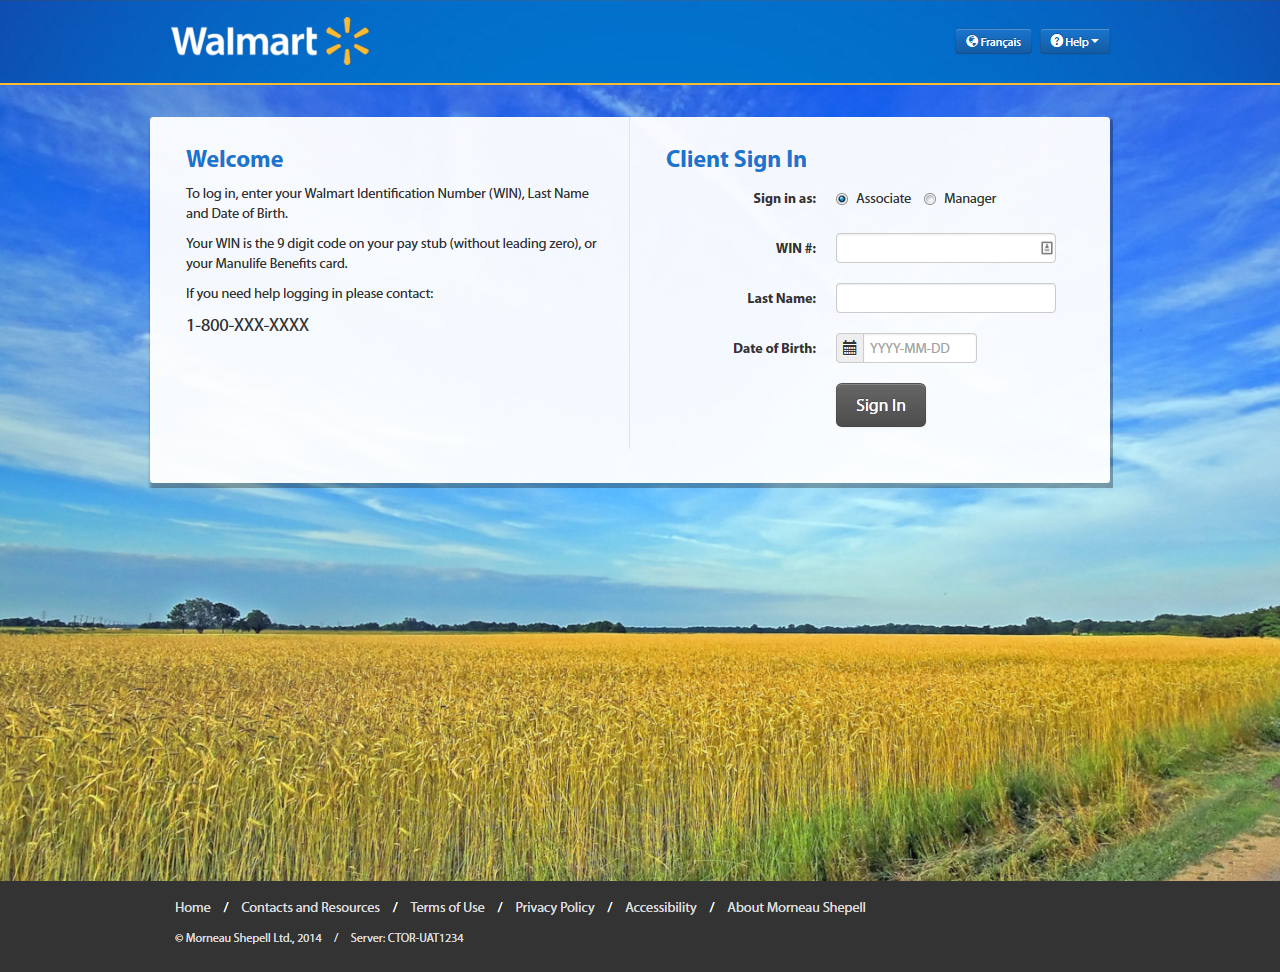 Walmart
Français
Help
Welcome
To log in, enter your Walmart Identification Number (WIN), Last Name
and Date of Birth.
Your WIN is the 9 digit code on your pay stub (without leading zero), or
your Manulife Benefits card.
If you need help logging in please contact:
1-800-XXX-XXXX
Client Sign In
Sign in as: Associate Manager
WIN #:
Last Name:
Date of Birth: YYYY-MM-DD
Sign In
Home / Contacts and Resources / Terms of Use / Privacy Policy / Accessibility / About Morneau Shepell
© Morneau Shepell Ltd., 2014 / Server: CTOR-UAT1234